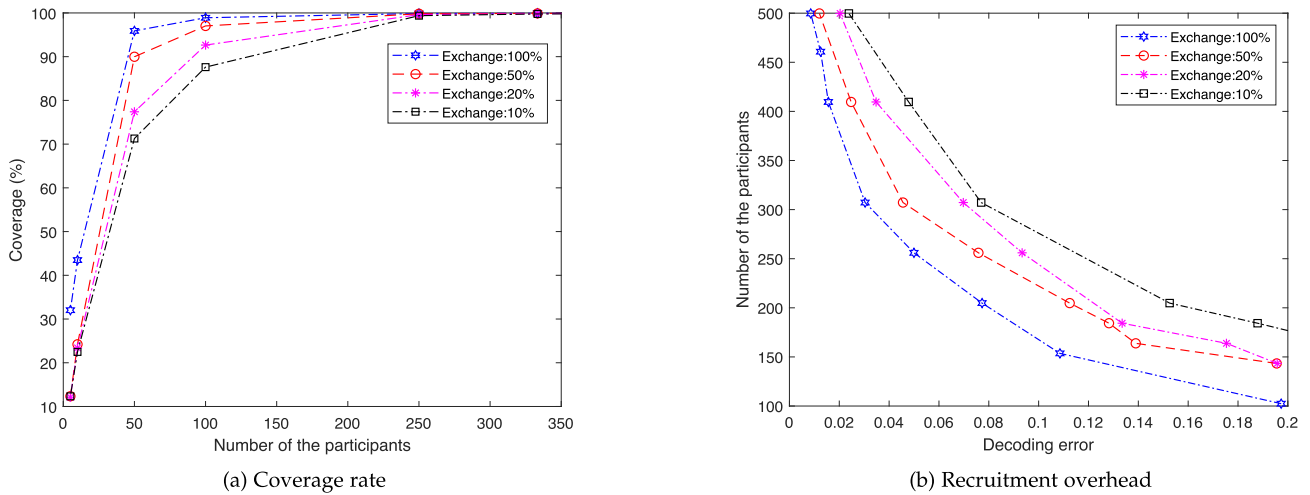 100
90
80
70
60
50
40
30
20
10
Coverage (%)
0
50
100
150
200
250
300
350
Number of the participants
Exchange:100%
Exchange:50%
Exchange:20%
Exchange:10%
(a) Coverage rate
500
450
400
350
300
250
200
150
100
Number of the participants
0
0.02
0.04
0.06
0.08
0.1
0.12
0.14
0.16
0.18
0.2
Decoding error
Exchange:100%
Exchange:50%
Exchange:20%
Exchange:10%
(b) Recruitment overhead